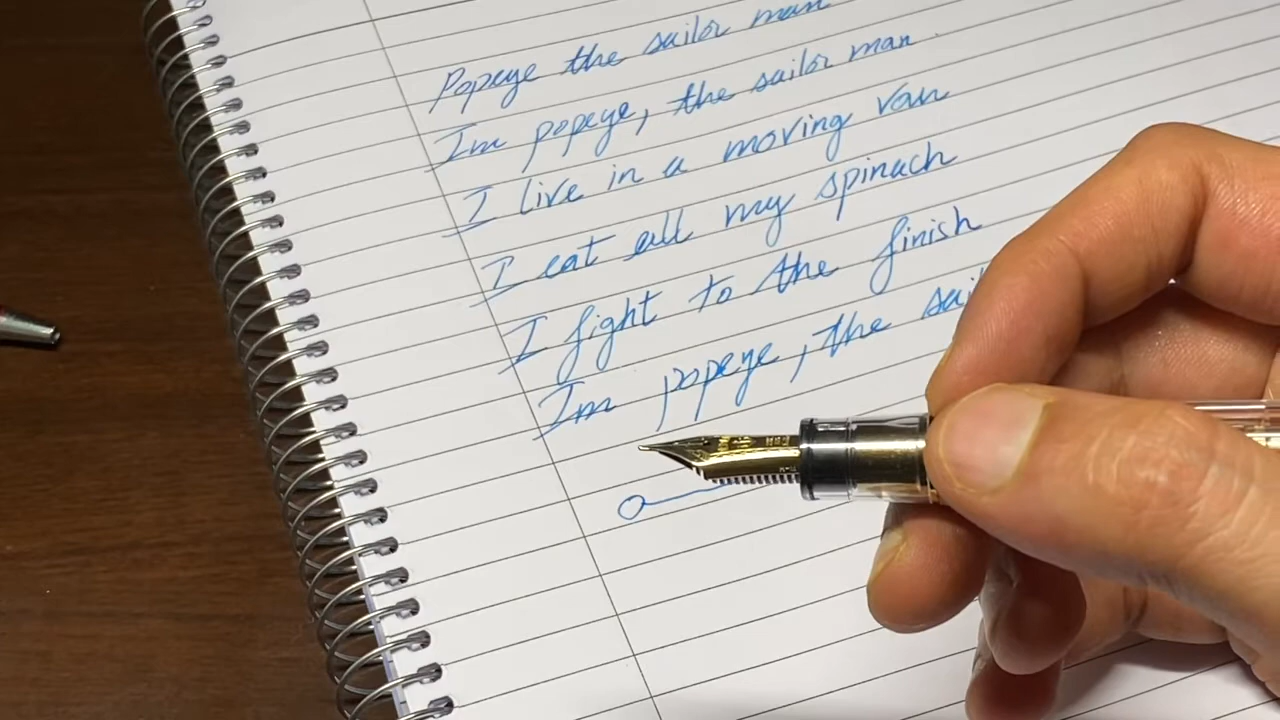 Popeye the sailor man
Im popeye, the sailor man
I live in a moving van
I eat all my spinach
I fight to the finish
Im popeye, the sail